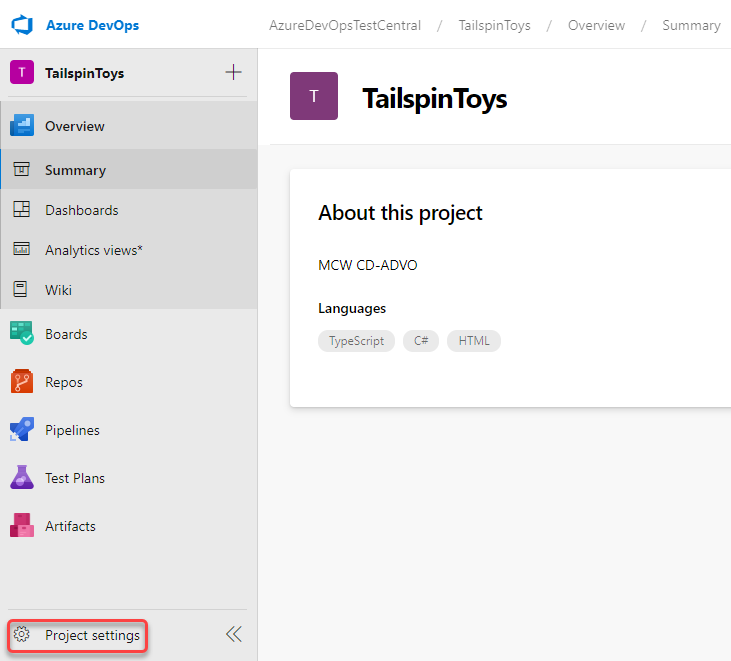 Azure DevOps
AzureDevOpsTestCentral / TailspinToys / Overview / Summary
T TailspinToys +
Overview
Summary
Dashboards
Analytics views*
Wiki
Boards
Repos
Pipelines
Test Plans
Artifacts
Project settings
T TailspinToys
About this project
MCW CD-ADVO
Languages
TypeScript C# HTML